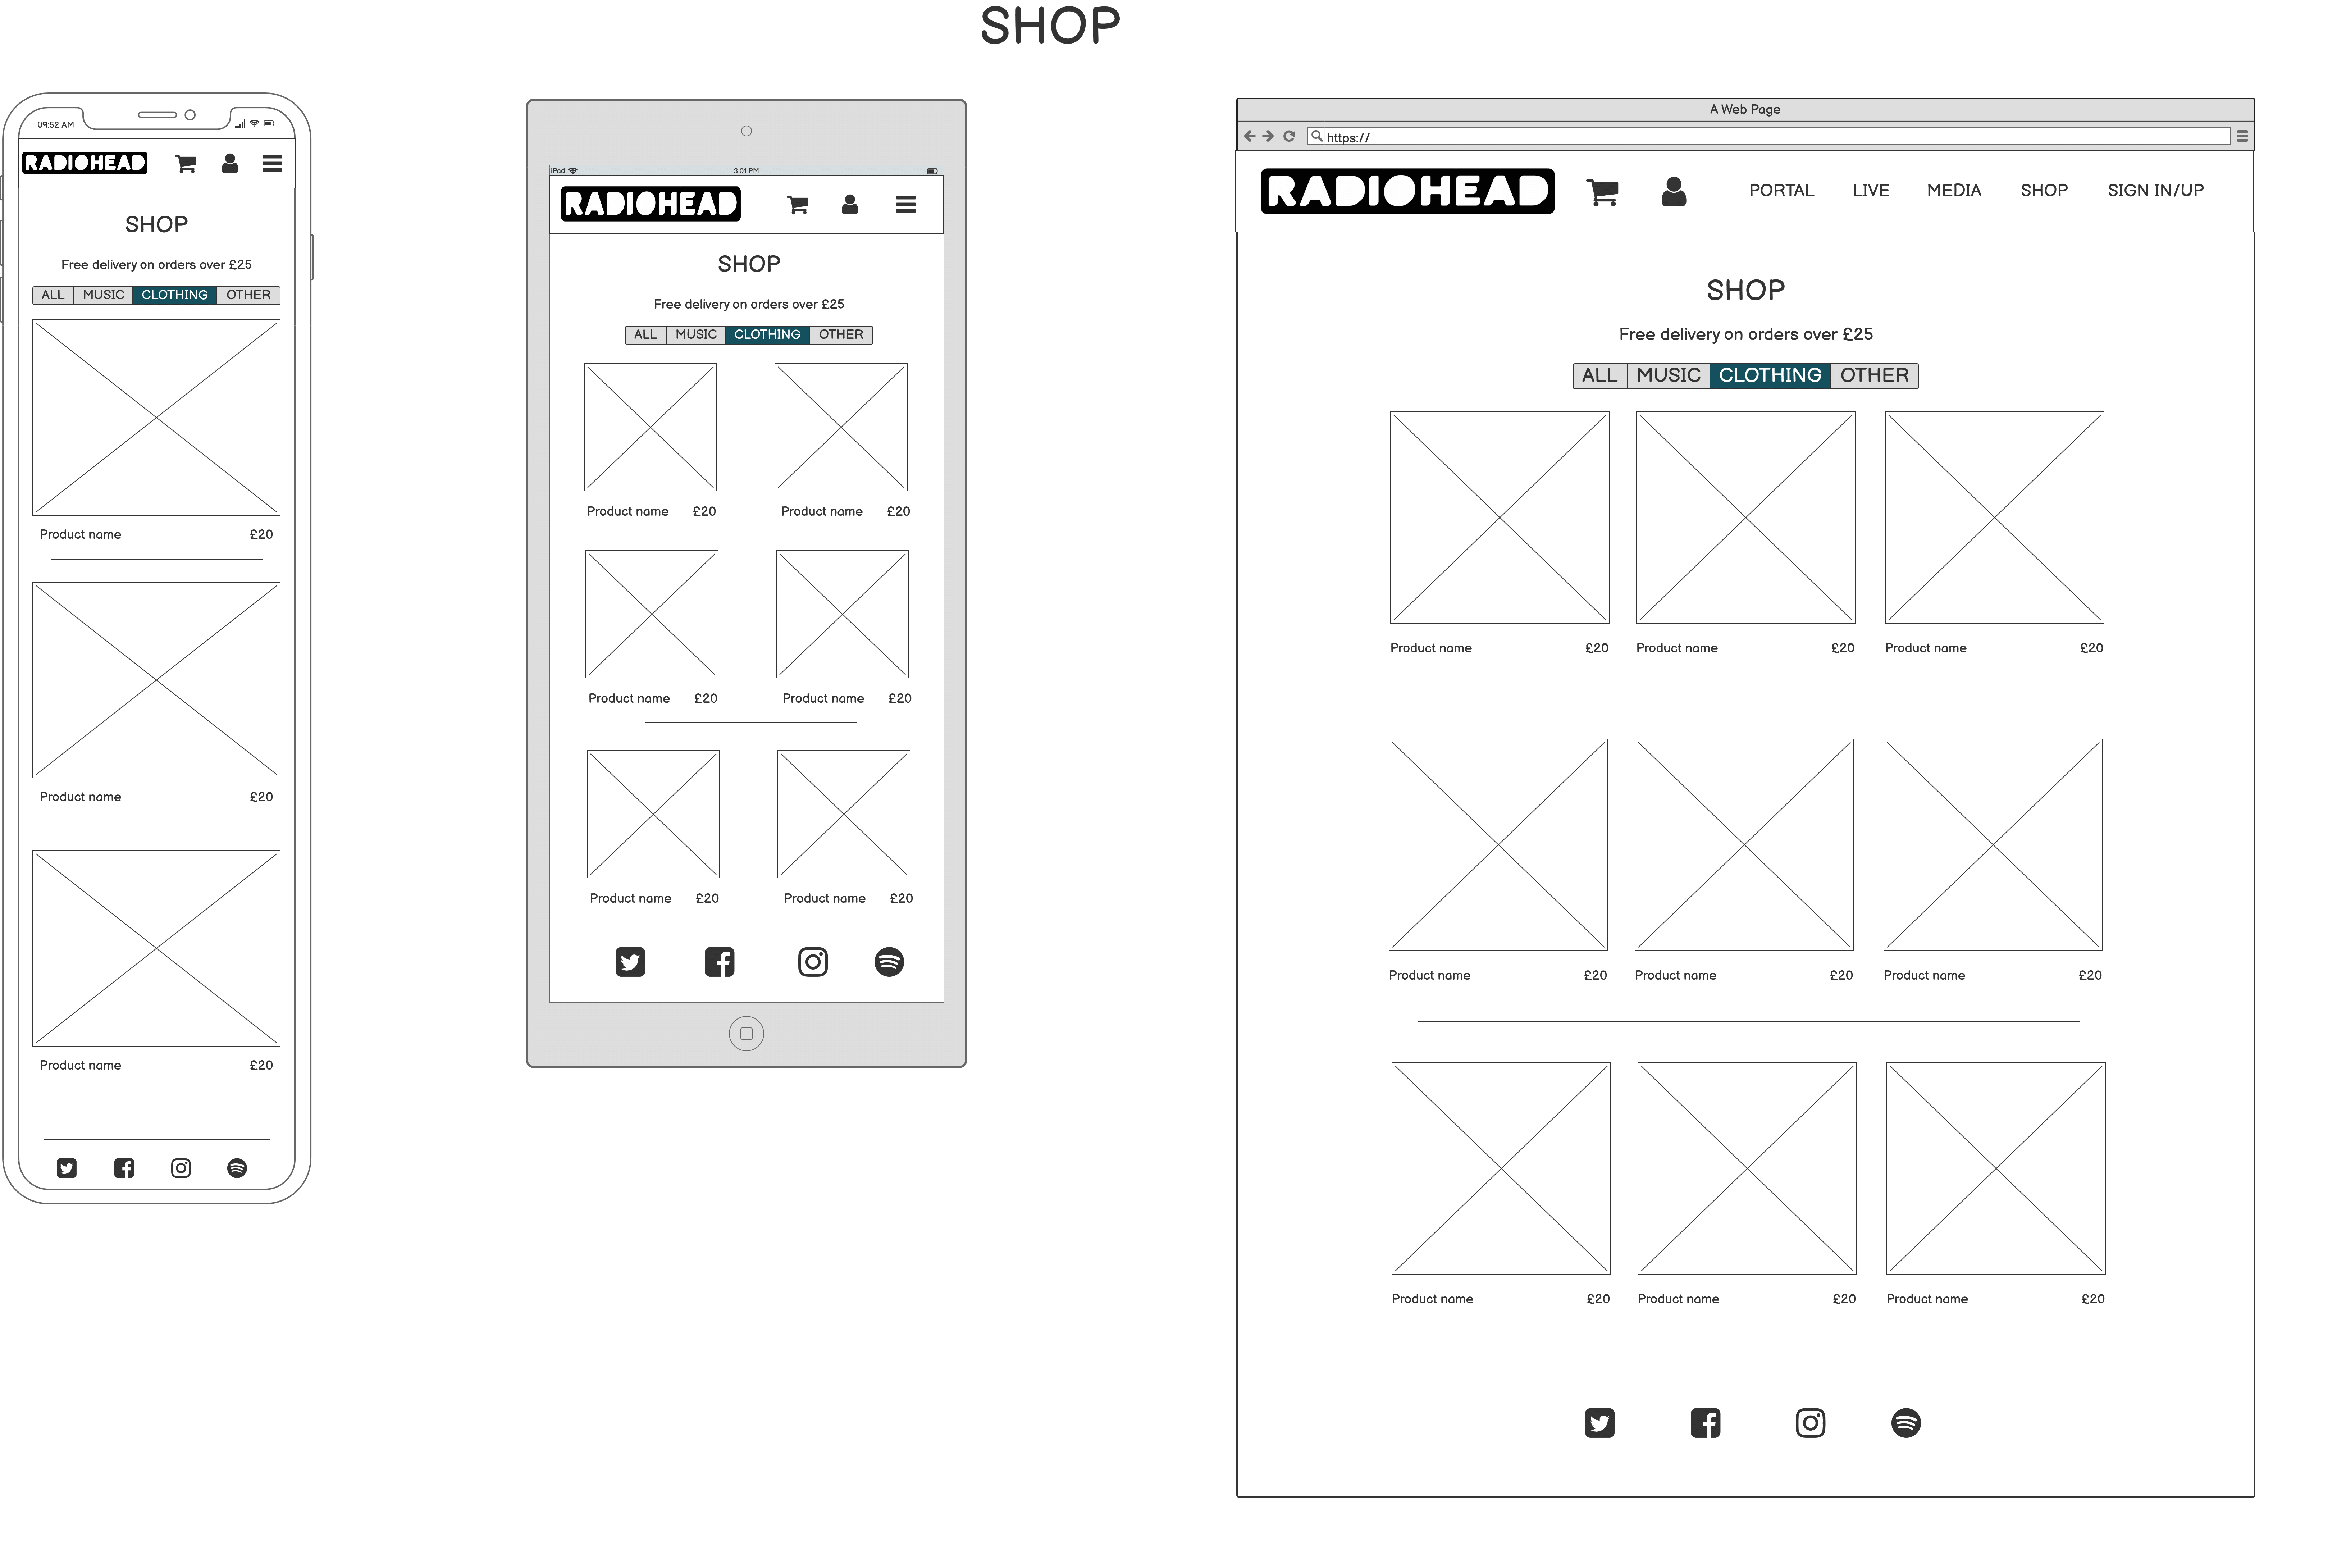 SHOP
09:52 AM
RADIOHEAD
SHOP
Free delivery on orders over £25
ALL MUSIC CLOTHING OTHER
Product name £20
Product name £20
Product name £20
iPad 3:01 PM
RADIOHEAD
SHOP
Free delivery on orders over £25
ALL MUSIC CLOTHING OTHER
Product name £20 Product name £20
Product name £20 Product name £20
Product name £20 Product name £20
A Web Page
https://
RADIOHEAD PORTAL LIVE MEDIA SHOP SIGN IN/UP
SHOP
Free delivery on orders over £25
ALL MUSIC CLOTHING OTHER
Product name £20 Product name £20 Product name £20
Product name £20 Product name £20 Product name £20
Product name £20 Product name £20 Product name £20